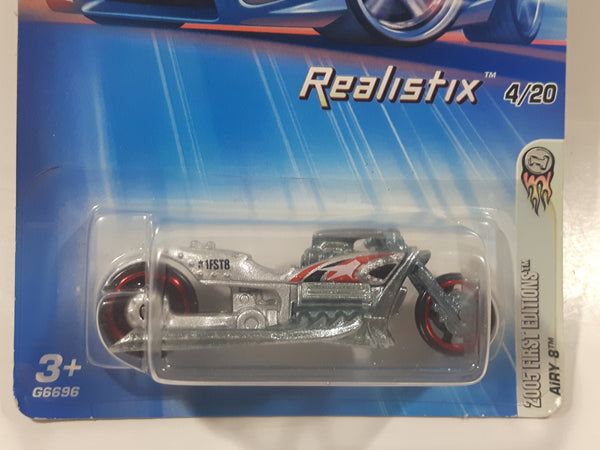 Realistix™ 4/20
#1FST8
2005 FIRST EDITIONS™
AIRY 8™
3+
G6696